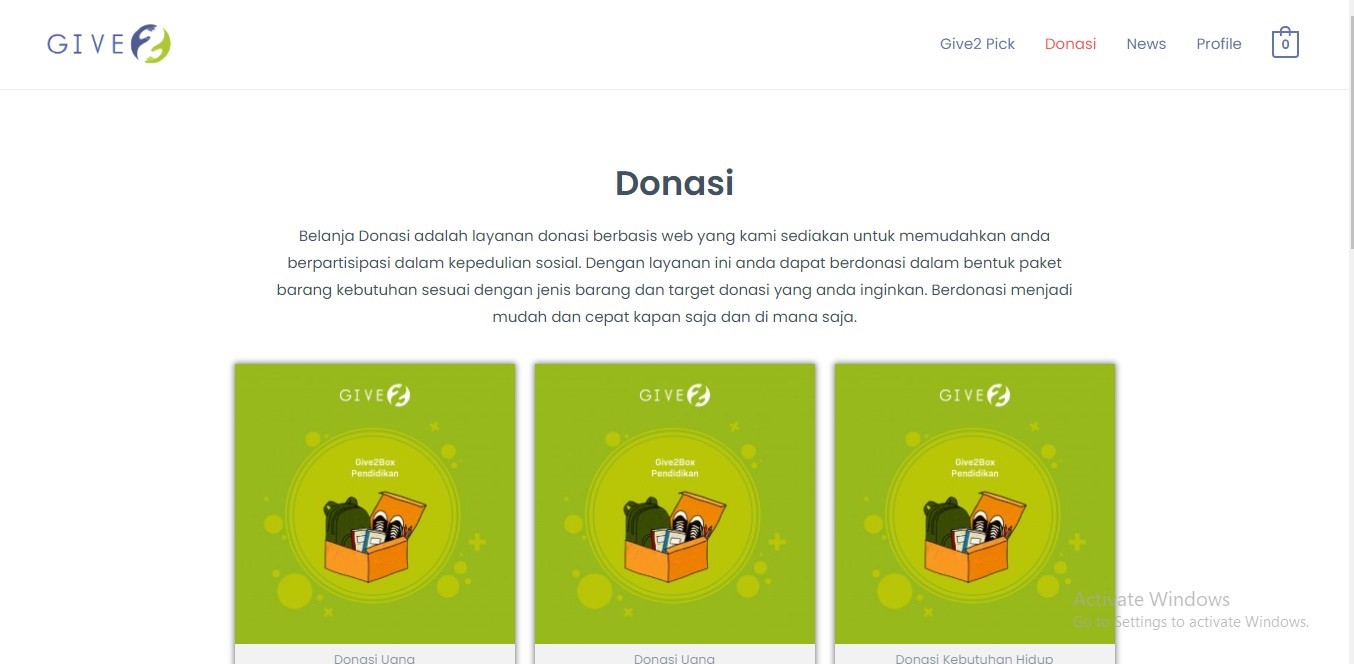 GIVE
Give2 Pick
Donasi
News
Profile
0
Donasi
Belanja Donasi adalah layanan donasi berbasis web yang kami sediakan untuk memudahkan anda
berpartisipasi dalam kepedulian sosial. Dengan layanan ini anda dapat berdonasi dalam bentuk paket
barang kebutuhan sesuai dengan jenis barang dan target donasi yang anda inginkan. Berdonasi menjadi
mudah dan cepat kapan saja dan di mana saja.
GIVE
Give2Box
Pendidikan
Donasi Uang
GIVE
Give2Box
Pendidikan
Donasi Uang
GIVE
Give2Box
Pendidikan
Donasi Kebutuhan Hidup
Activate Windows
Go to Settings to activate Windows.